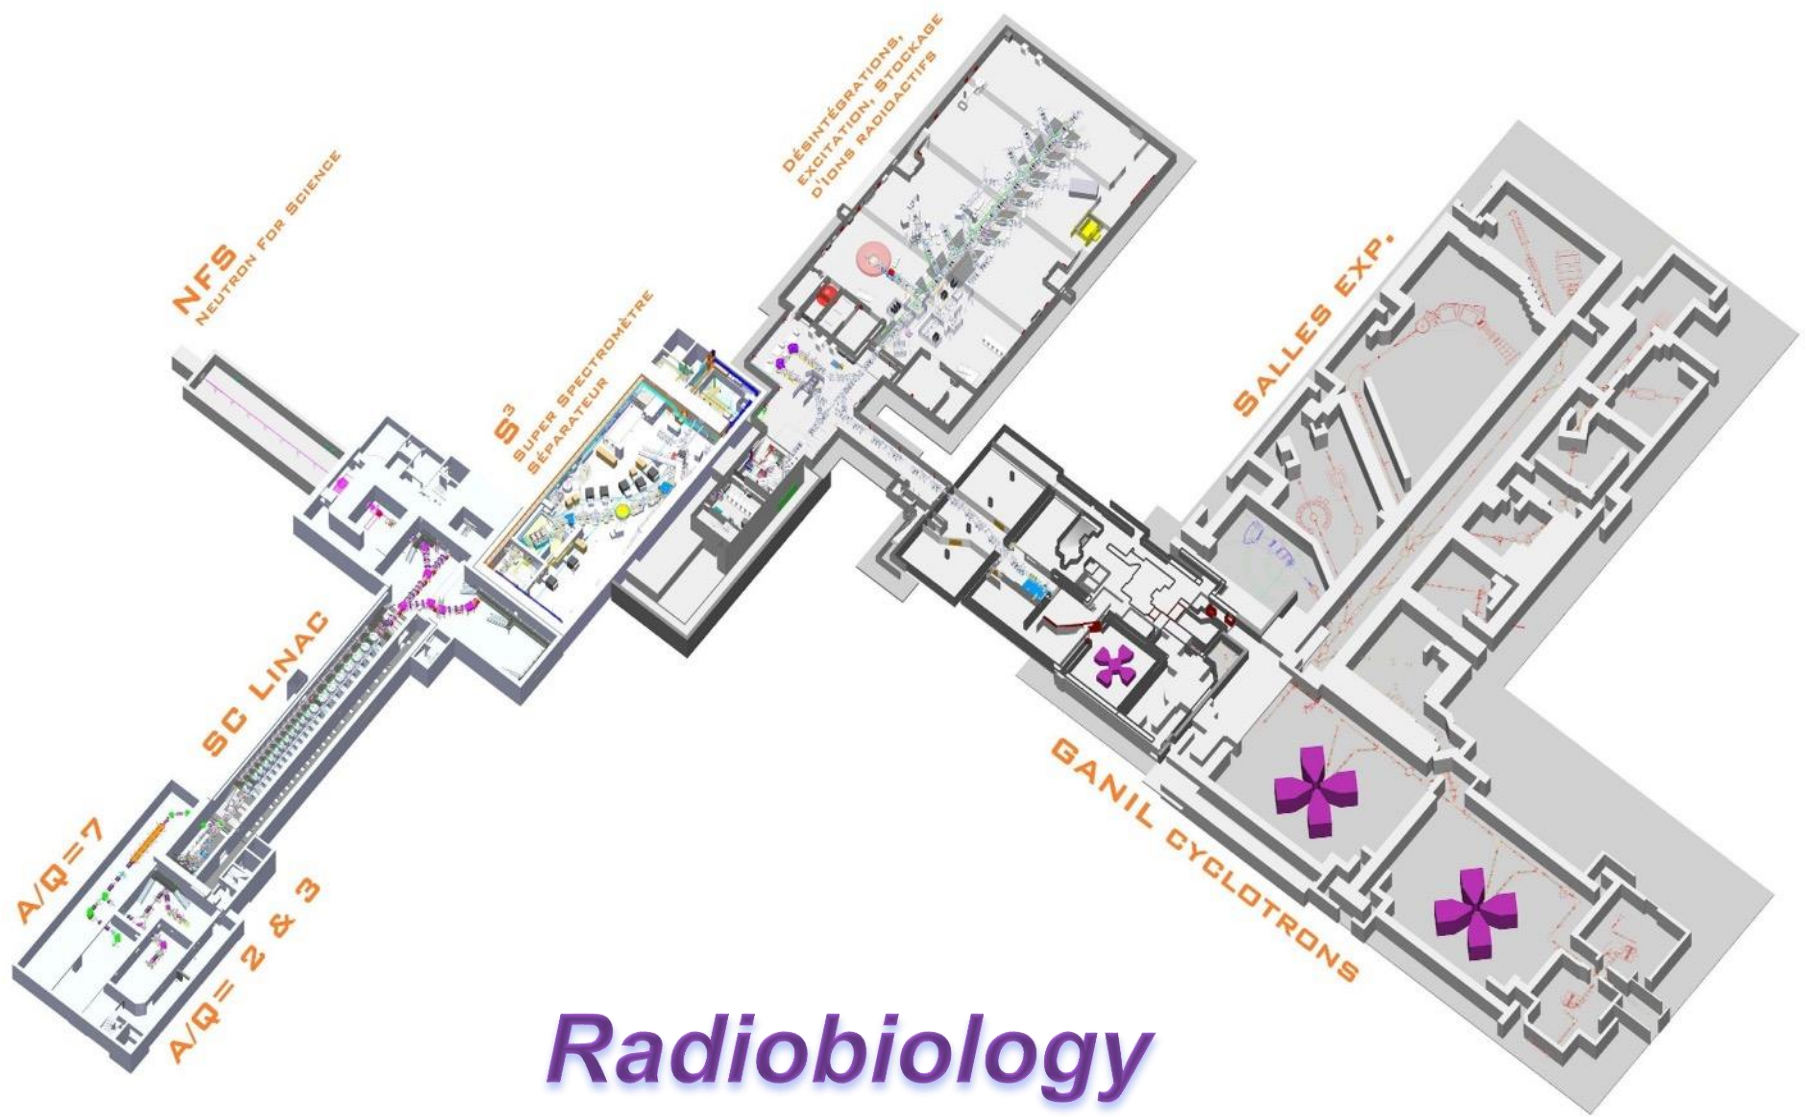 DÉSINTÉGRATIONS,
EXCITATION, STOCKAGE
D'IONS RADIOACTIFS
NFS
NEUTRON FOR SCIENCE
S³
SUPER SPECTROMÈTRE
SÉPARATEUR
SALLES EXP.
SC LINAC
GANIL CYCLOTRONS
A/Q=7
A/Q= 2 & 3
Radiobiology